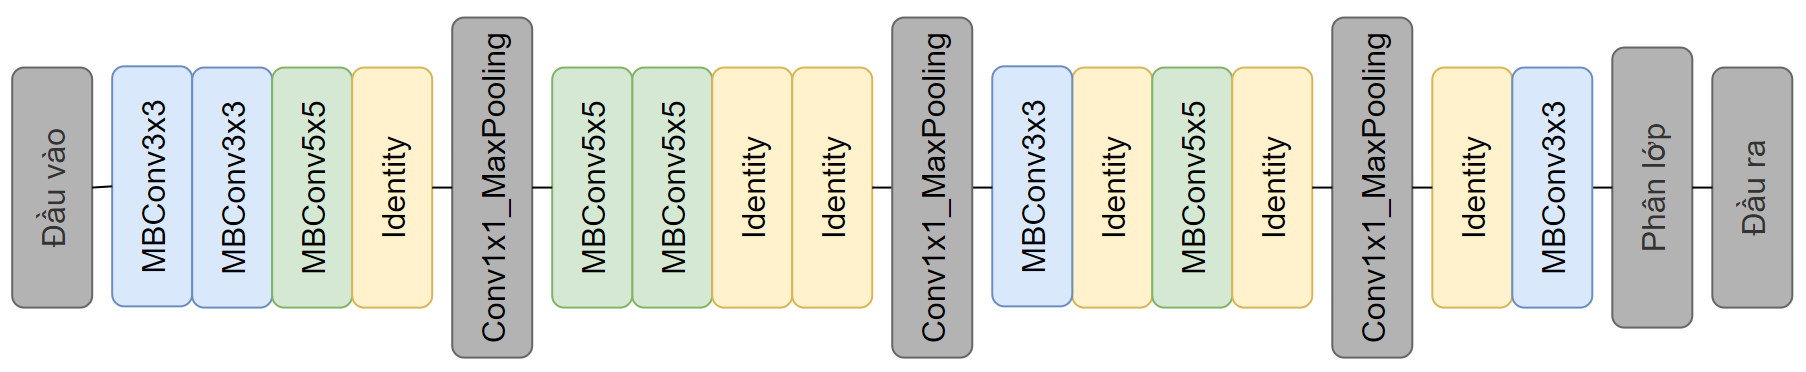 Đầu vào
MBConv3x3
MBConv3x3
MBConv5x5
Identity
Conv1x1_MaxPooling
MBConv5x5
MBConv5x5
Identity
Identity
Conv1x1_MaxPooling
MBConv3x3
Identity
MBConv5x5
Identity
Conv1x1_MaxPooling
Identity
MBConv3x3
Phân lớp
Đầu ra